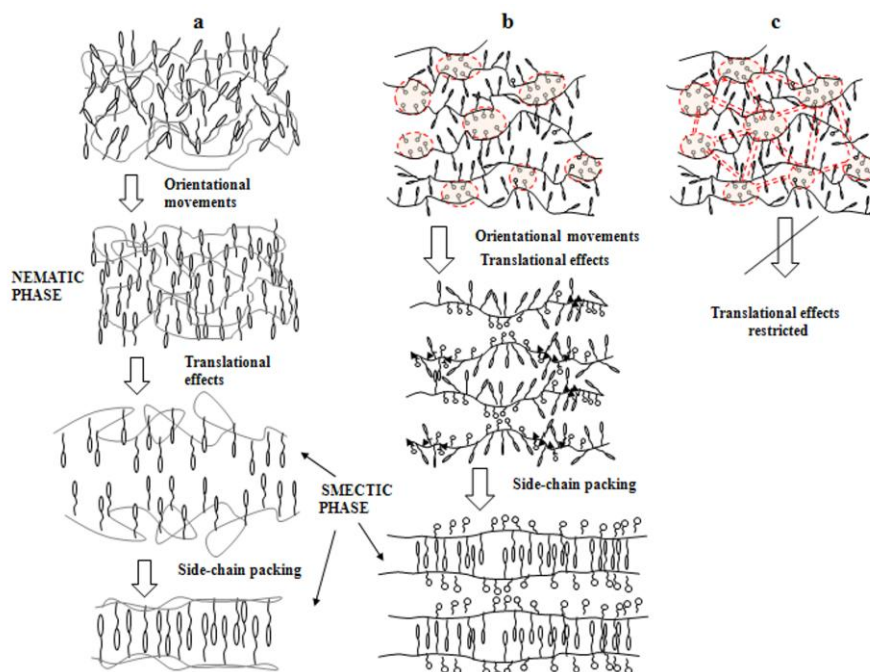 a
b
c
Orientational
movements
NEMATIC
PHASE
Translational
effects
SMECTIC
PHASE
Side-chain packing
Orientational movements
Translational effects
Side-chain packing
Translational effects
restricted